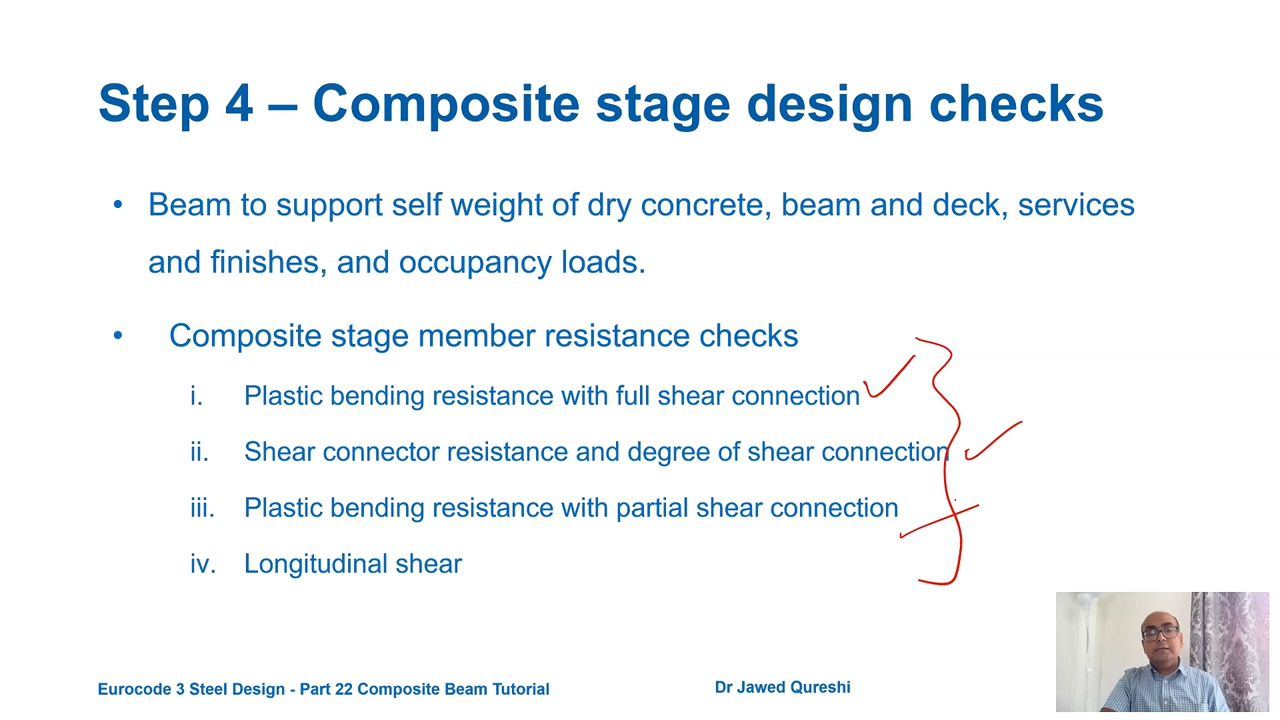 Step 4 – Composite stage design checks
• Beam to support self weight of dry concrete, beam and deck, services
and finishes, and occupancy loads.
• Composite stage member resistance checks
i. Plastic bending resistance with full shear connection
ii. Shear connector resistance and degree of shear connection
iii. Plastic bending resistance with partial shear connection
iv. Longitudinal shear
Eurocode 3 Steel Design - Part 22 Composite Beam Tutorial
Dr Jawed Qureshi